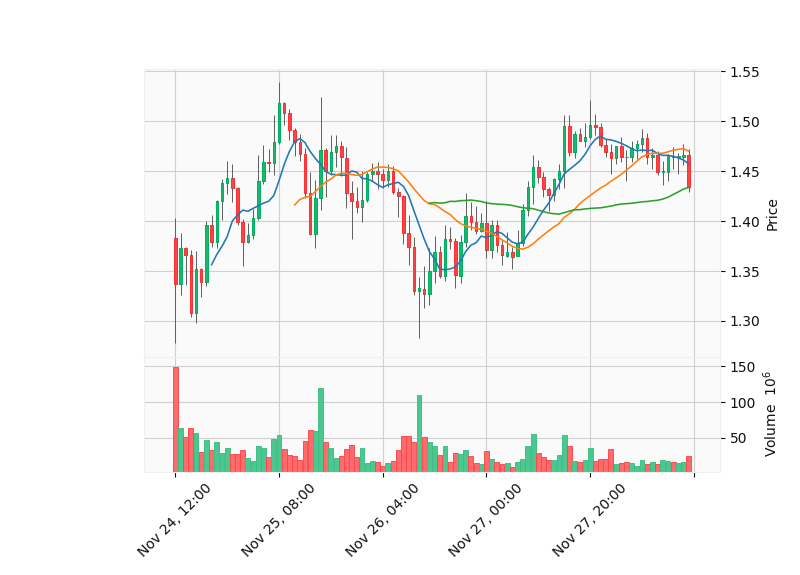 1.55
1.50
1.45
1.40
1.35
1.30
Price
150
100
50
Volume 10^6
Nov 24, 12:00
Nov 25, 08:00
Nov 26, 04:00
Nov 27, 00:00
Nov 27, 20:00